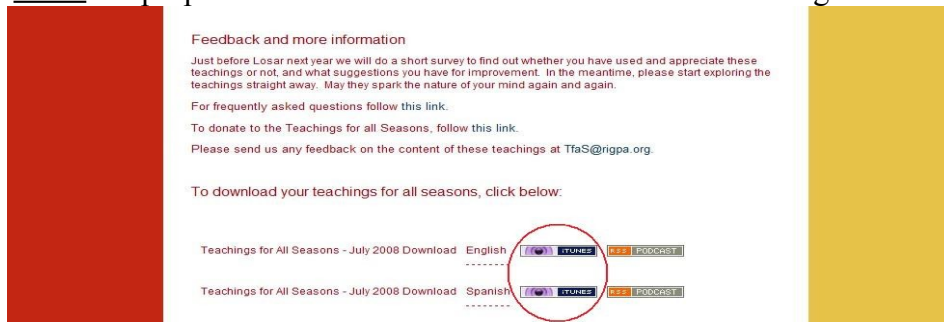 Feedback and more information
Just before Losar next year we will do a short survey to find out whether you have used and appreciate these
teachings or not, and what suggestions you have for improvement. In the meantime, please start exploring the
teachings straight away. May they spark the nature of your mind again and again.
For frequently asked questions follow this link.
To donate to the Teachings for all Seasons, follow this link.
Please send us any feedback on the content of these teachings at TfaS@rigpa.org.
To download your teachings for all seasons, click below:
Teachings for All Seasons - July 2008 Download English iTUNES RSS PODCAST
Teachings for All Seasons - July 2008 Download Spanish iTUNES RSS PODCAST